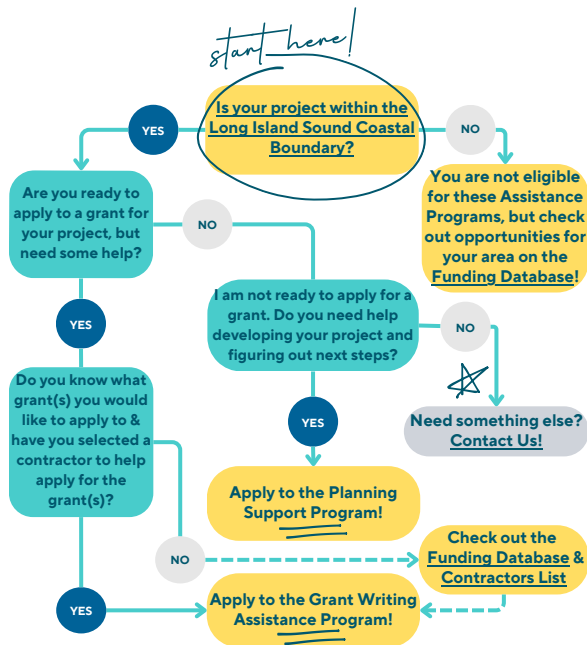 start here!
Is your project within the
Long Island Sound Coastal
Boundary?
YES
NO
Are you ready to
apply to a grant for
your project, but
need some help?
NO
You are not eligible
for these Assistance
Programs, but check
out opportunities for
your area on the
Funding Database!
I am not ready to apply for a
grant. Do you need help
developing your project and
figuring out next steps?
YES
NO
Do you know what
grant(s) you would
like to apply to &
have you selected a
contractor to help
apply for the
grant(s)?
YES
Need something else?
Contact Us!
Apply to the Planning
Support Program!
NO
Check out the
Funding Database &
Contractors List
YES
Apply to the Grant Writing
Assistance Program!